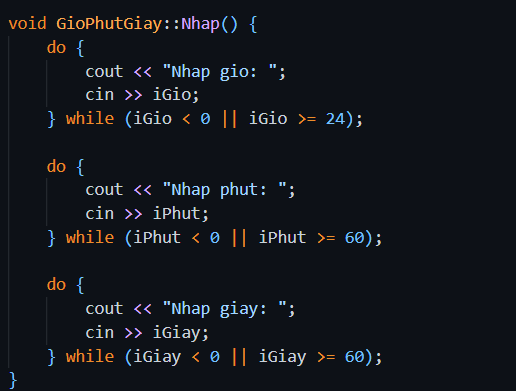 void GioPhutGiay::Nhap() {
    do {
        cout << "Nhap gio: ";
        cin >> iGio;
    } while (iGio < 0 || iGio >= 24);

    do {
        cout << "Nhap phut: ";
        cin >> iPhut;
    } while (iPhut < 0 || iPhut >= 60);

    do {
        cout << "Nhap giay: ";
        cin >> iGiay;
    } while (iGiay < 0 || iGiay >= 60);
}